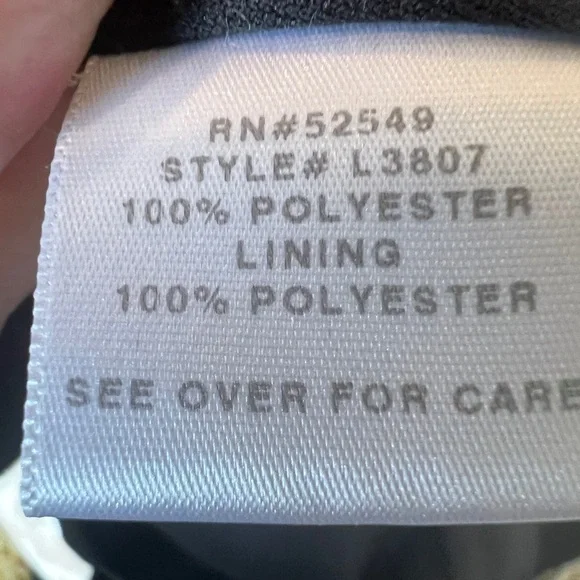 RN#52549
STYLE# L3807
100% POLYESTER
LINING
100% POLYESTER
SEE OVER FOR CARE